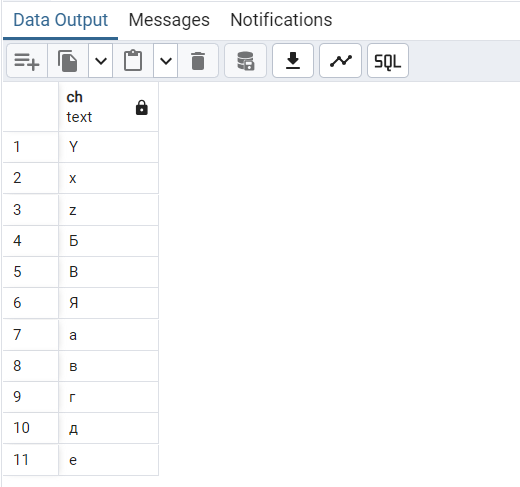 Data Output Messages Notifications
SQL
ch
text
1 Y
2 x
3 z
4 Б
5 В
6 Я
7 а
8 в
9 г
10 д
11 е